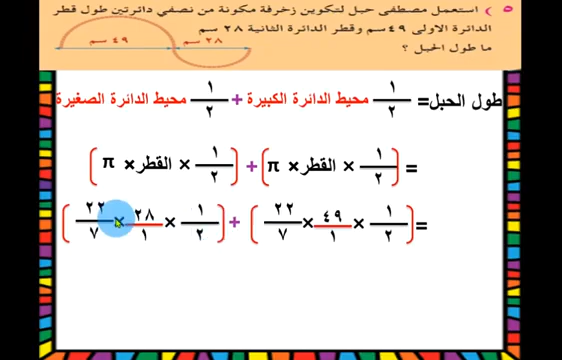 ٥ ) استعمل مصطفى حبل لتكوين زخرفة مكونة من نصفي دائرتين طول قطر
الدائرة الاولى ٤٩ سم وقطر الدائرة الثانية ٢٨ سم
ما طول الحبل ؟
٤٩ سم ٢٨ سم
طول الحبل= ١/٢ محيط الدائرة الكبيرة + ١/٢ محيط الدائرة الصغيرة
= (١/٢ × القطر × π) + (١/٢ × القطر × π)
= (١/٢ × ٤٩/١ × ٢٢/٧) + (١/٢ × ٢٨/١ × ٢٢/٧)